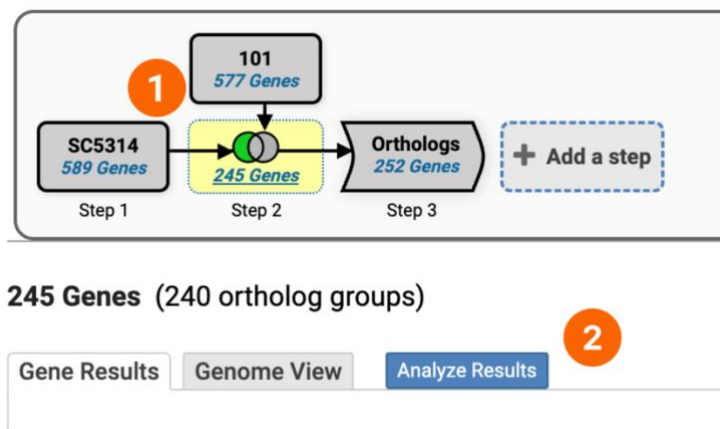 101
577 Genes
1
SC5314
589 Genes
245 Genes
Orthologs
252 Genes
+ Add a step
Step 1
Step 2
Step 3
245 Genes (240 ortholog groups)
2
Gene Results
Genome View
Analyze Results